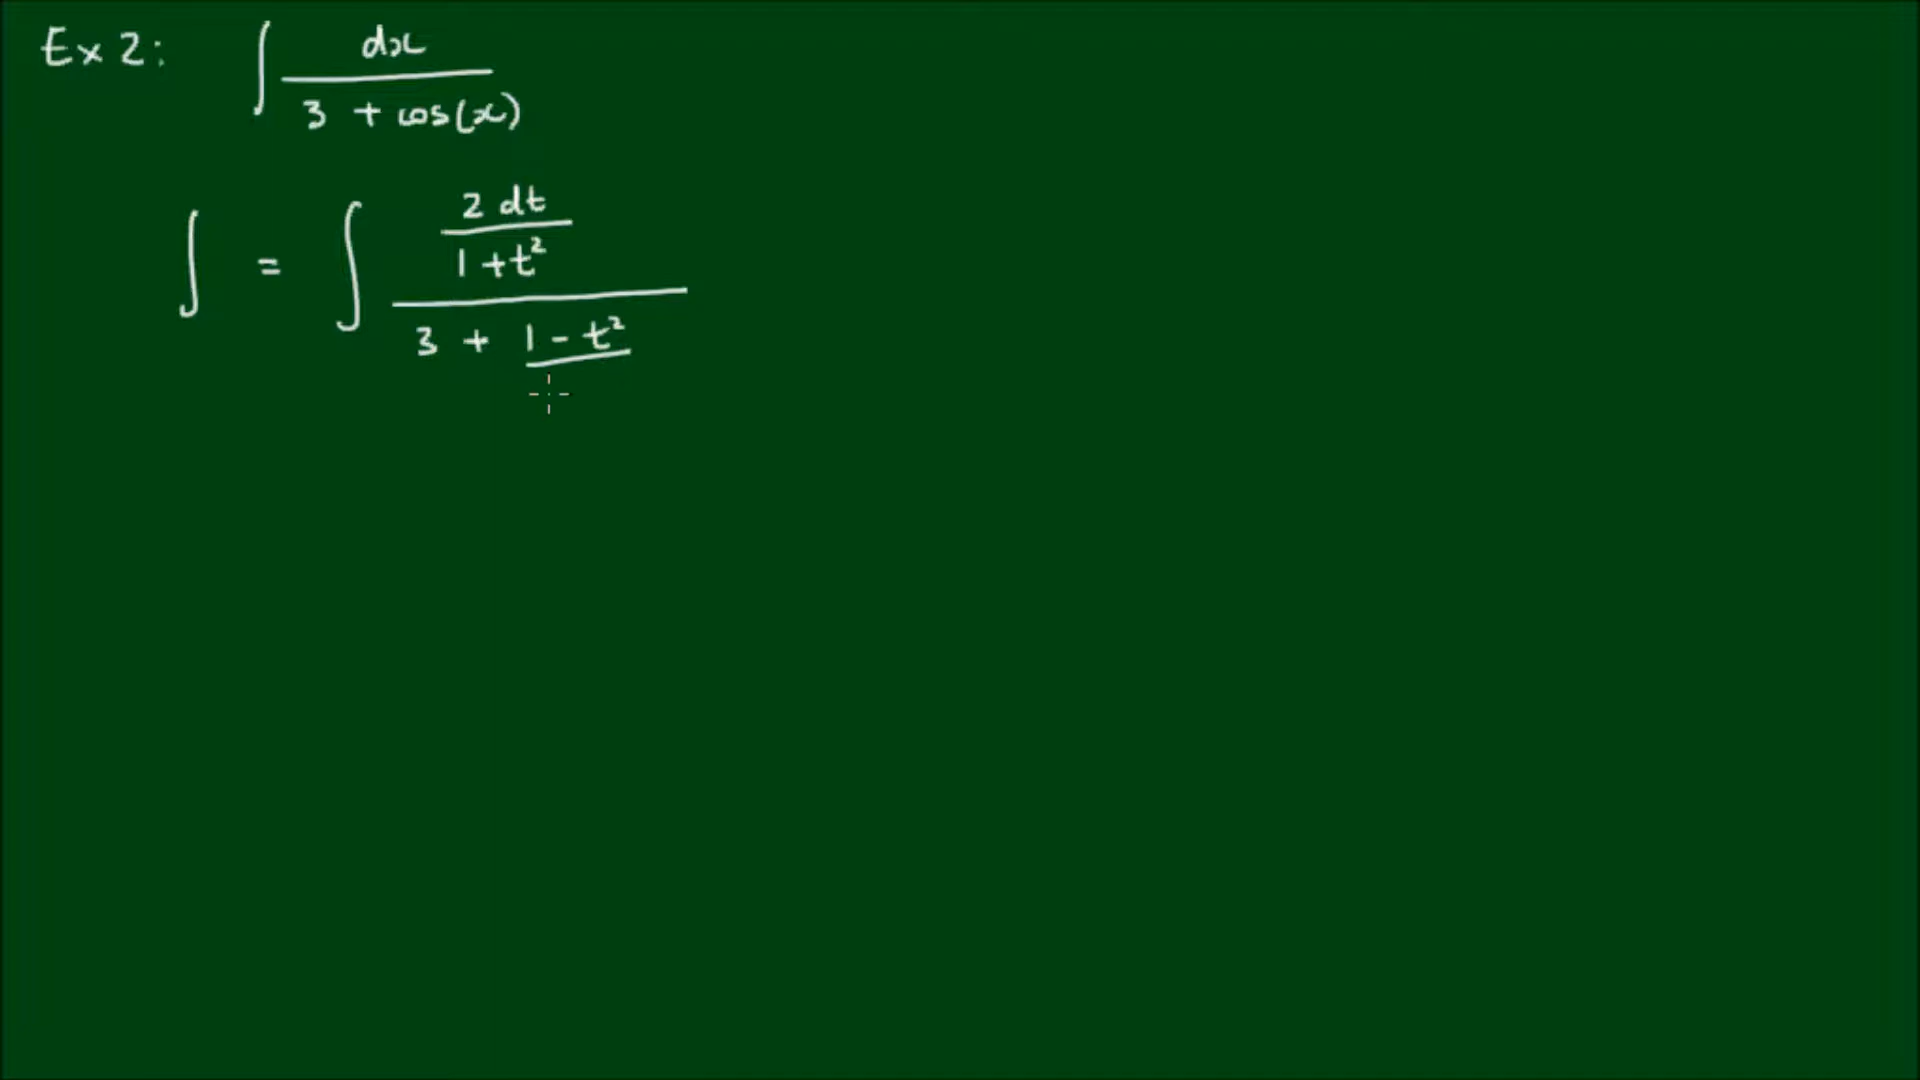 Ex 2: ∫ dx / 3 + cos(x)
∫ = ∫ 2 dt / 1 + t² / 3 + 1 - t²